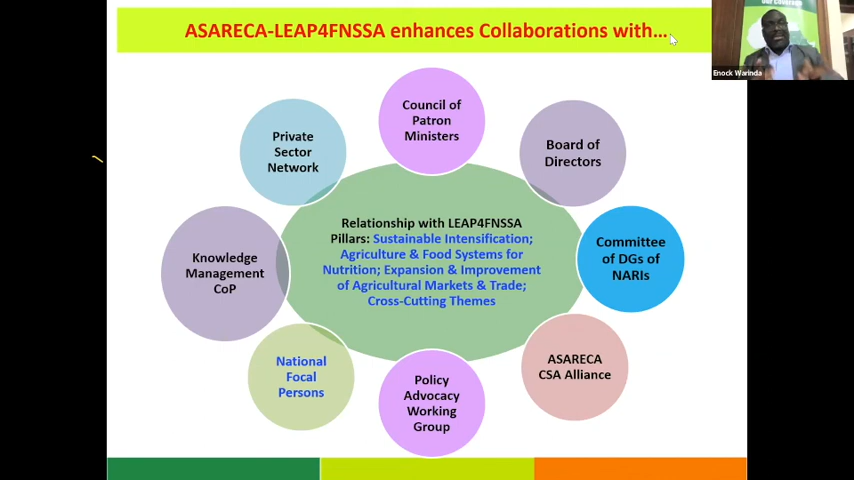 ASARECA-LEAP4FNSSA enhances Collaborations with…
Enock Warinda
Council of
Patron
Ministers
Private
Sector
Network
Board of
Directors
Relationship with LEAP4FNSSA
Pillars: Sustainable Intensification;
Agriculture & Food Systems for
Nutrition; Expansion & Improvement
of Agricultural Markets & Trade;
Cross-Cutting Themes
Knowledge
Management
CoP
Committee
of DGs of
NARIs
National
Focal
Persons
ASARECA
CSA Alliance
Policy
Advocacy
Working
Group